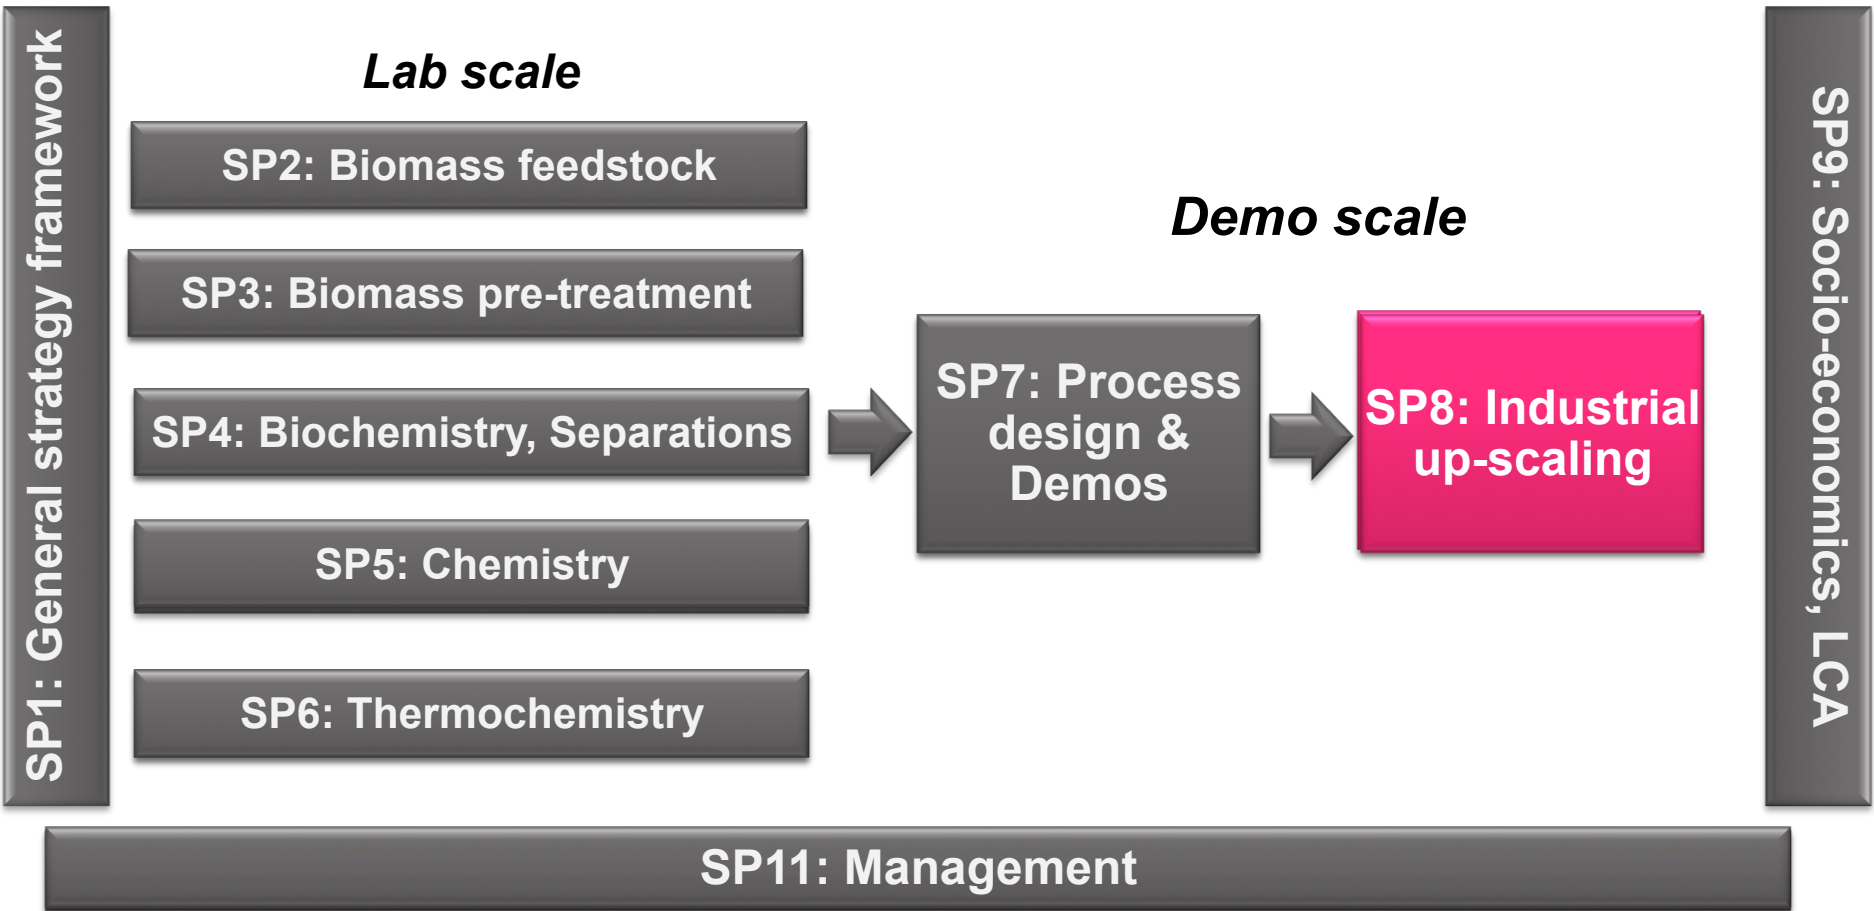 SP1: General strategy framework
Lab scale
SP2: Biomass feedstock
SP3: Biomass pre-treatment
SP4: Biochemistry, Separations
SP5: Chemistry
SP6: Thermochemistry
Demo scale
SP7: Process
design &
Demos
SP8: Industrial
up-scaling
SP9: Socio-economics, LCA
SP11: Management